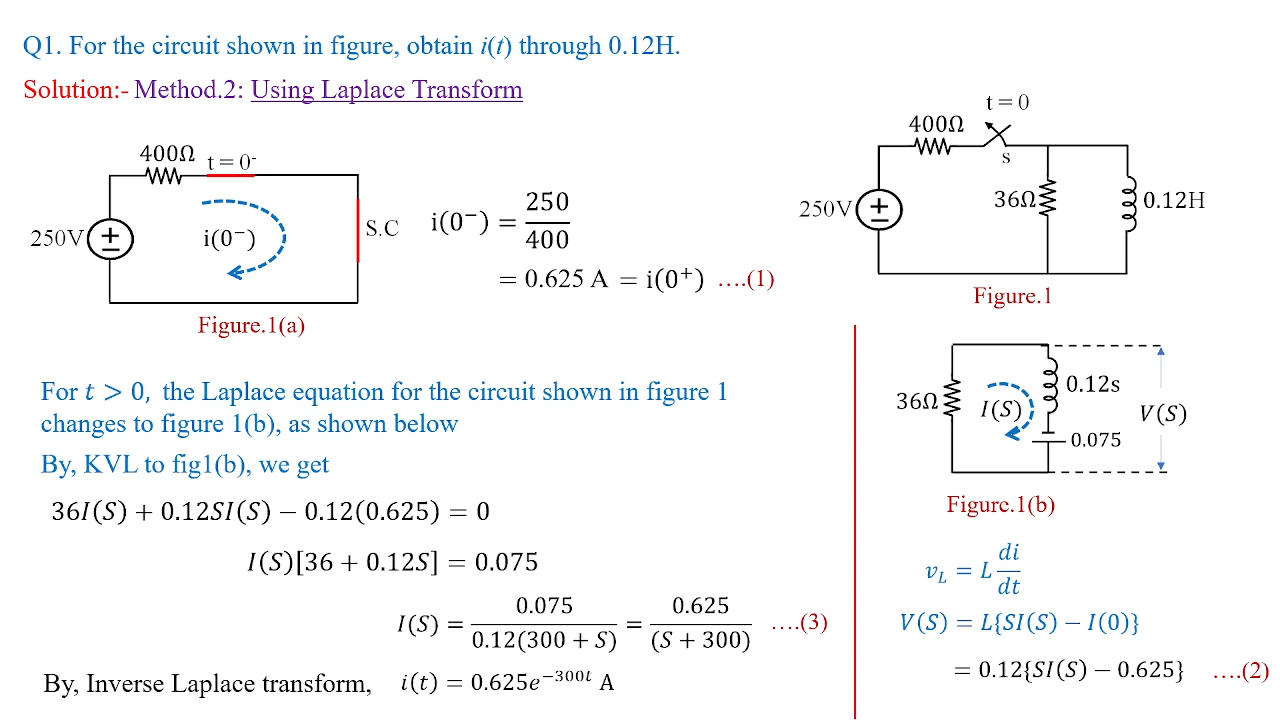 Q1. For the circuit shown in figure, obtain i(t) through 0.12H.
Solution:- Method.2: Using Laplace Transform
400Ω
t = 0-
250V
i(0⁻)
S.C
Figure.1(a)
i(0⁻) = 250/400
= 0.625 A = i(0⁺) ....(1)
t = 0
400Ω
s
250V
36Ω
0.12H
Figure.1
For t > 0, the Laplace equation for the circuit shown in figure 1
changes to figure 1(b), as shown below
By, KVL to fig1(b), we get
36I(S) + 0.12SI(S) − 0.12(0.625) = 0
I(S)[36 + 0.12S] = 0.075
I(S) = 0.075/0.12(300 + S) = 0.625/(S + 300) ....(3)
By, Inverse Laplace transform, i(t) = 0.625e⁻³⁰⁰ᵗ A
36Ω
I(S)
0.12s
0.075
V(S)
Figure.1(b)
v_L = L di/dt
V(S) = L{SI(S) − I(0)}
= 0.12{SI(S) − 0.625} ....(2)